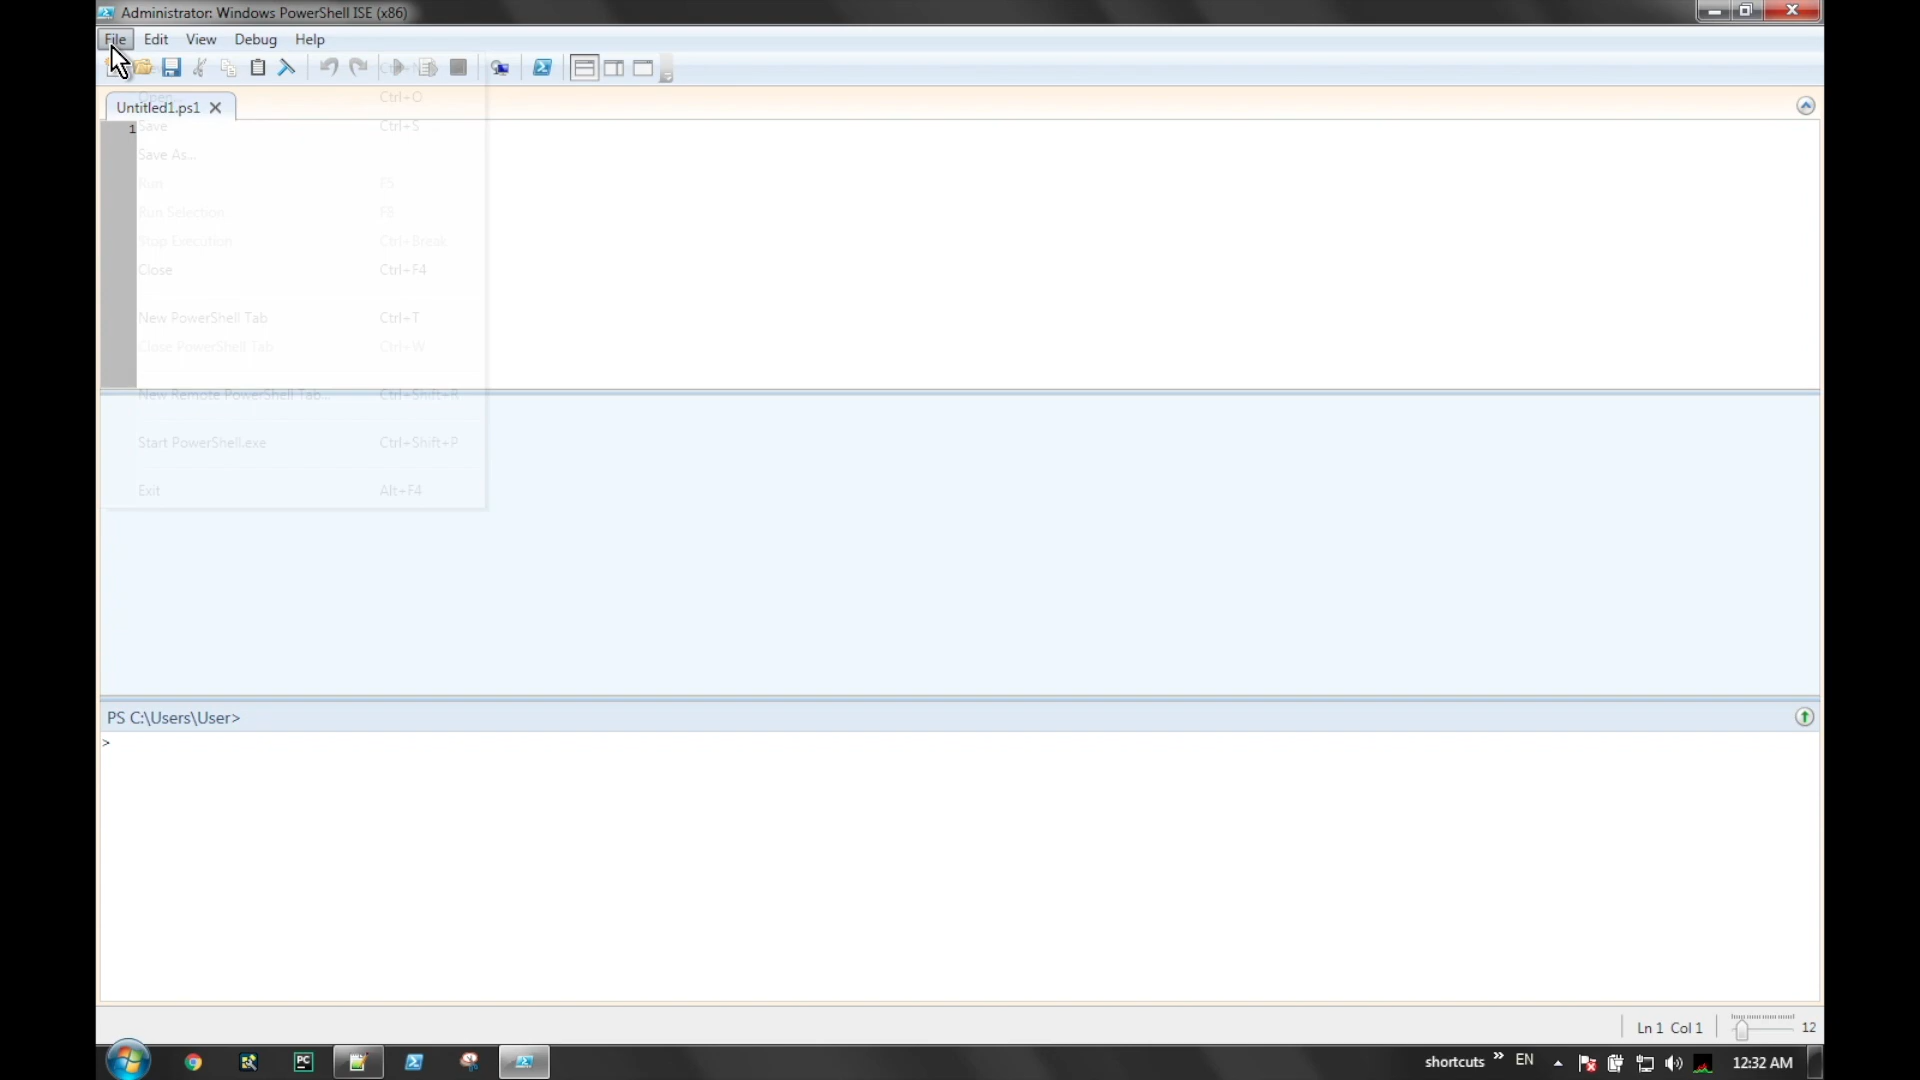 Administrator: Windows PowerShell ISE (x86)
File Edit View Debug Help
Open Ctrl+O
Untitled1.ps1
1
Save Ctrl+S
Save As...
Run F5
Run Selection F8
Stop Execution Ctrl+Break
Close Ctrl+F4
New PowerShell Tab Ctrl+T
Close PowerShell Tab Ctrl+W
New Remote PowerShell Tab... Ctrl+Shift+R
Start PowerShell.exe Ctrl+Shift+P
Exit Alt+F4
PS C:\Users\User>
>
Ln 1 Col 1 12
PC
shortcuts » EN 12:32 AM